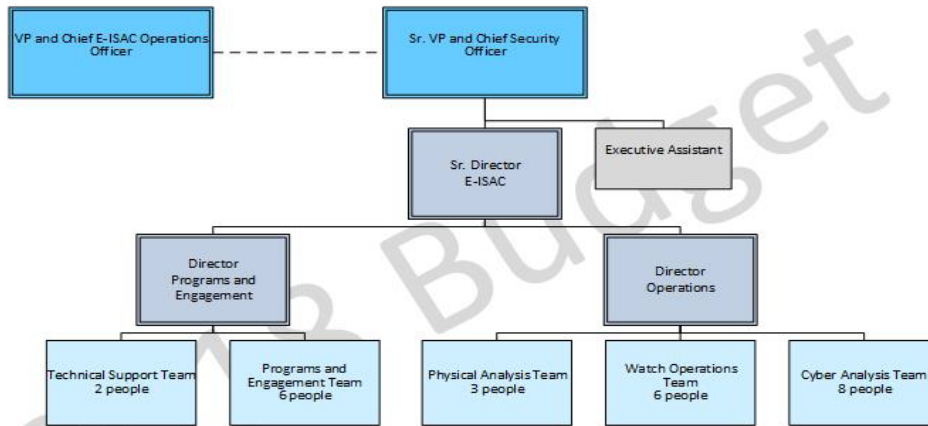 VP and Chief E-ISAC Operations
Officer
Sr. VP and Chief Security
Officer
Executive Assistant
Sr. Director
E-ISAC
Director
Programs and
Engagement
Director
Operations
Technical Support Team
2 people
Programs and
Engagement Team
6 people
Physical Analysis Team
3 people
Watch Operations
Team
6 people
Cyber Analysis Team
8 people
18 Budget